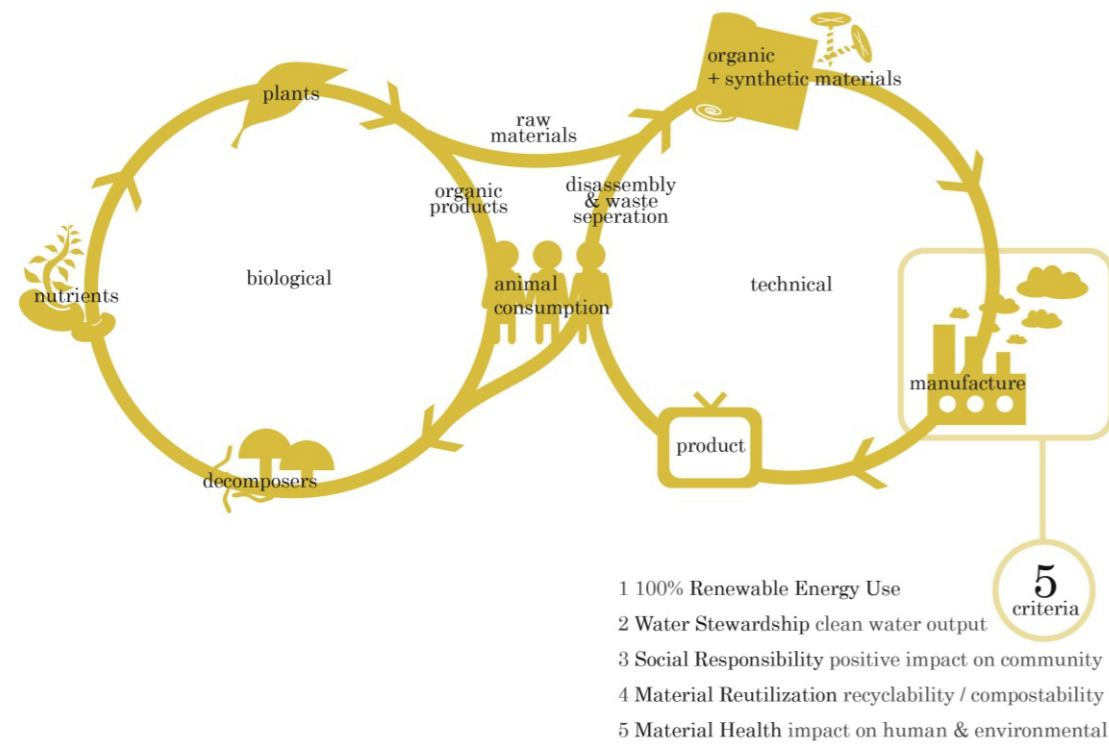 plants
organic
+ synthetic materials
raw
materials
organic
products
disassembly
& waste
seperation
nutrients
biological
animal
consumption
technical
manufacture
product
decomposers
5
criteria
1 100% Renewable Energy Use
2 Water Stewardship clean water output
3 Social Responsibility positive impact on community
4 Material Reutilization recyclability / compostability
5 Material Health impact on human & environmental